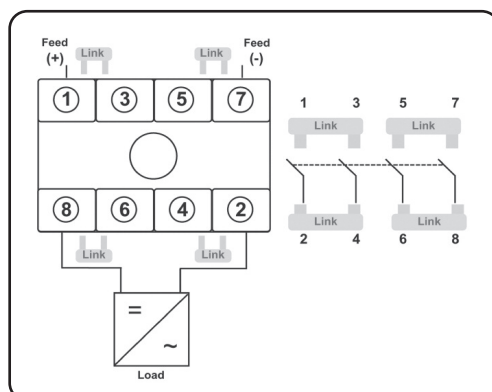 Feed
(+)
Link
Link
Feed
(-)
1 3 5 7
8 6 4 2
Link
Link
= ~
Load
1 3 5 7
Link Link
Link Link
2 4 6 8